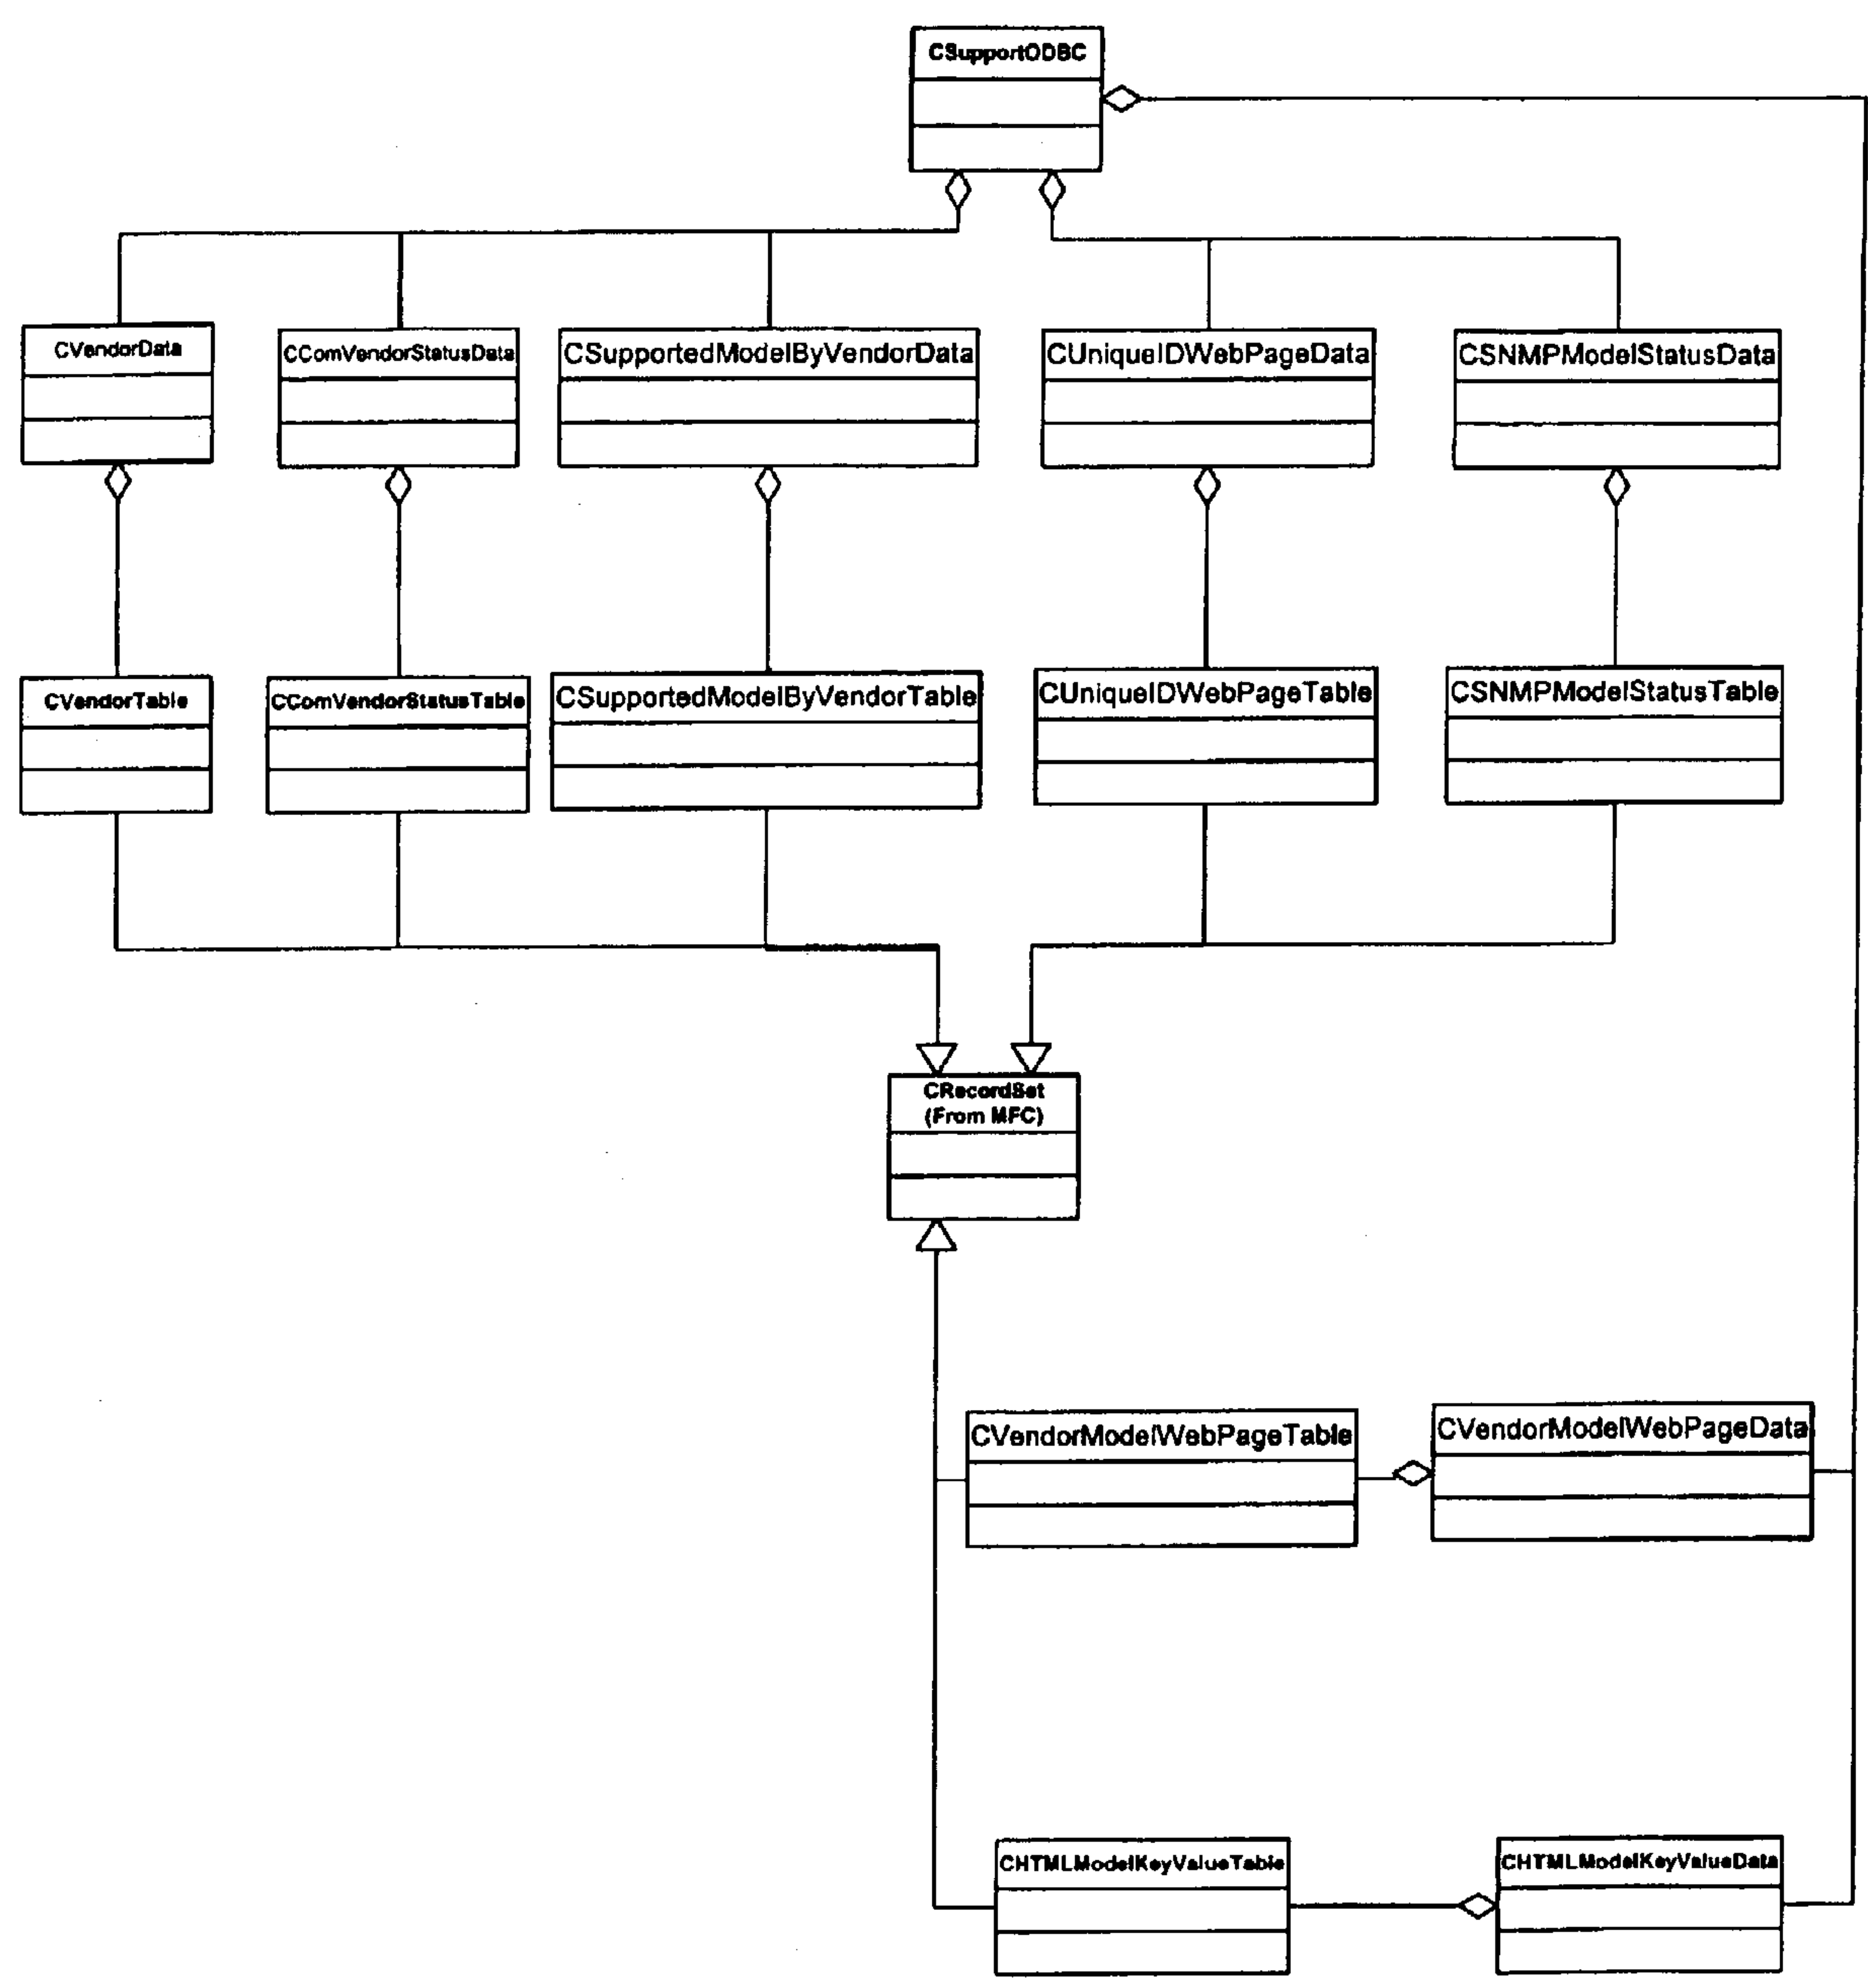 CSupportODBC
CVendorData
CComVendorStatusData
CSupportedModelByVendorData
CUniqueIDWebPageData
CSNMPModelStatusData
CVendorTable
CComVendorStatusTable
CSupportedModelByVendorTable
CUniqueIDWebPageTable
CSNMPModelStatusTable
CRecordSet
(From MFC)
CVendorModelWebPageTable
CVendorModelWebPageData
CHTMLModelKeyValueTable
CHTMLModelKeyValueData